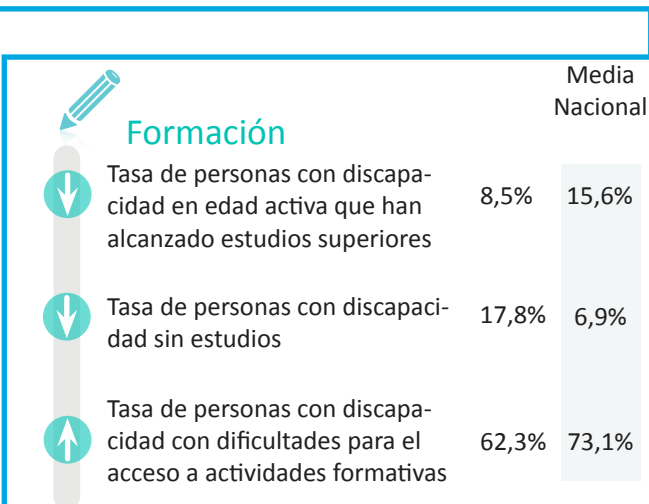 Media
Nacional
Formación
Tasa de personas con discapa-
cidad en edad activa que han
alcanzado estudios superiores
8,5% 15,6%
Tasa de personas con discapaci-
dad sin estudios
17,8% 6,9%
Tasa de personas con discapa-
cidad con dificultades para el
acceso a actividades formativas
62,3% 73,1%